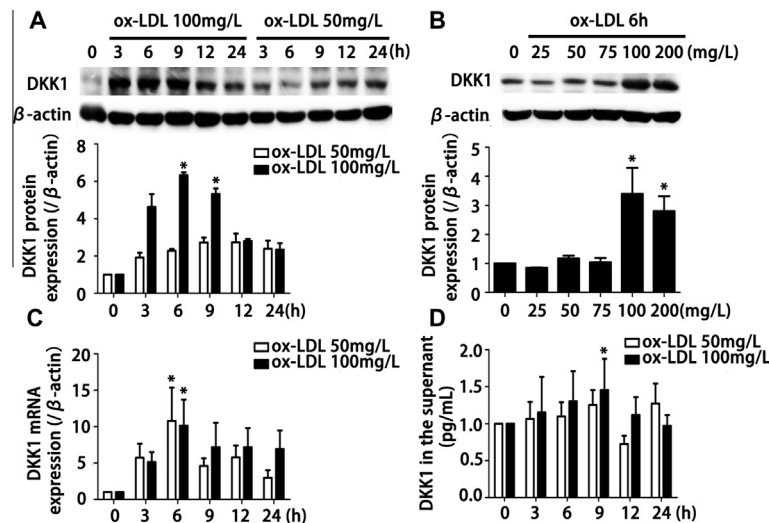 A
ox-LDL 100mg/L ox-LDL 50mg/L
0 3 6 9 12 24 3 6 9 12 24 (h)
DKK1
β-actin
DKK1 protein
expression (/β-actin)
ox-LDL 50mg/L
ox-LDL 100mg/L
8
6
4
2
0
* *
0 3 6 9 12 24 (h)
B
ox-LDL 6h
0 25 50 75 100 200 (mg/L)
DKK1
β-actin
DKK1 protein
expression (/β-actin)
5
4
3
2
1
0
* *
0 25 50 75 100 200 (mg/L)
C
DKK1 mRNA
expression (/β-actin)
ox-LDL 50mg/L
ox-LDL 100mg/L
20
15
10
5
0
* *
0 3 6 9 12 24 (h)
D
DKK1 in the supernant
(pg/mL)
ox-LDL 50mg/L
ox-LDL 100mg/L
2.0
1.5
1.0
0.5
0.0
*
0 3 6 9 12 24 (h)